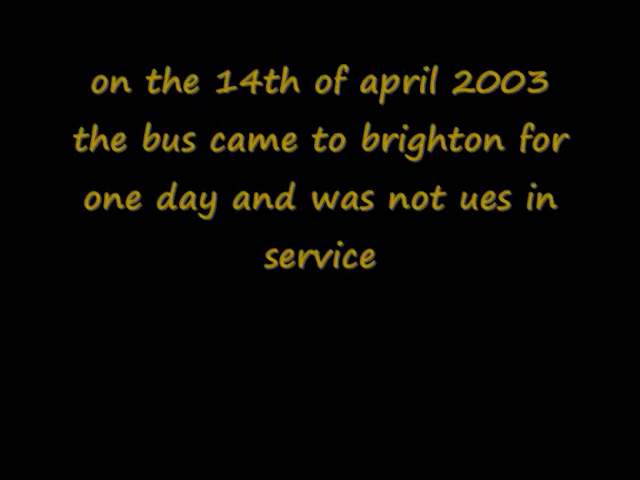 on the 14th of april 2003
the bus came to brighton for
one day and was not ues in
service